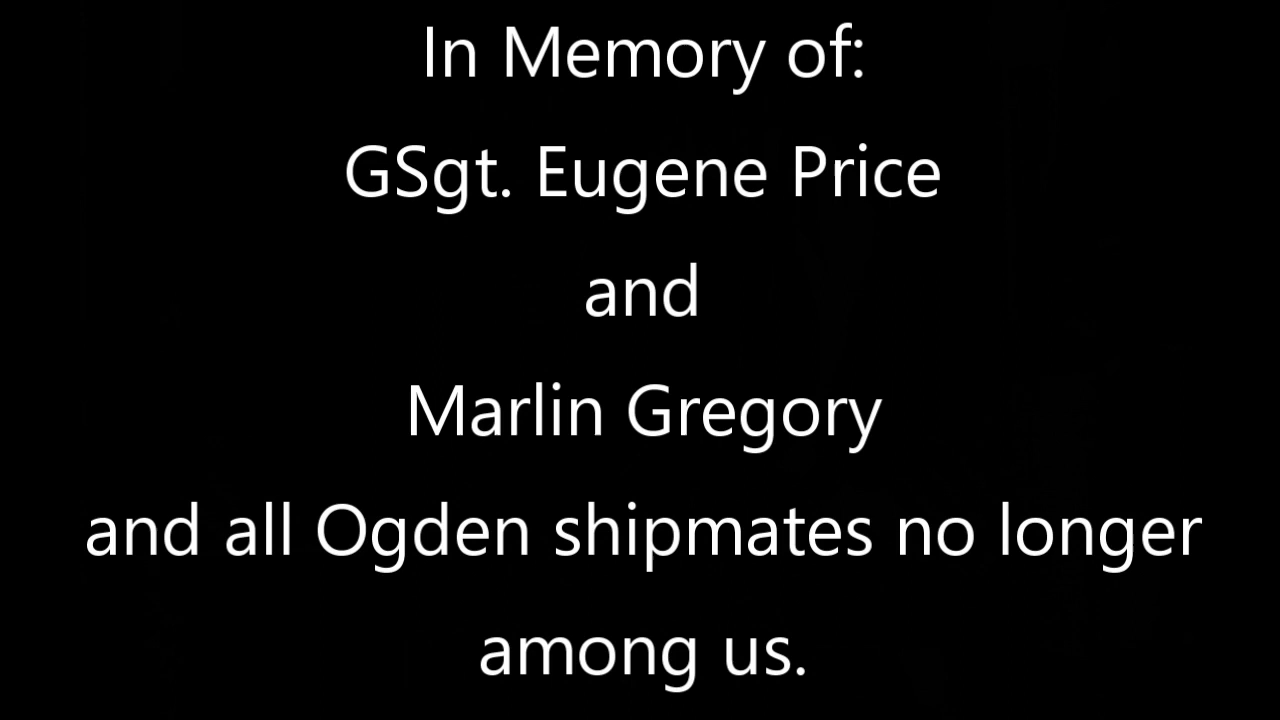 In Memory of:
GSgt. Eugene Price
and
Marlin Gregory
and all Ogden shipmates no longer
among us.